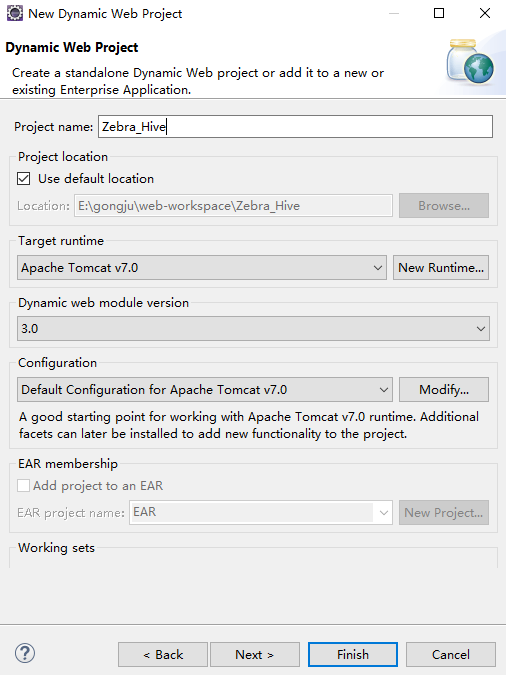 New Dynamic Web Project
Dynamic Web Project
Create a standalone Dynamic Web project or add it to a new or
existing Enterprise Application.
Project name: Zebra_Hive
Project location
Use default location
Location: E:\gongju\web-workspace\Zebra_Hive Browse...
Target runtime
Apache Tomcat v7.0 New Runtime...
Dynamic web module version
3.0
Configuration
Default Configuration for Apache Tomcat v7.0 Modify...
A good starting point for working with Apache Tomcat v7.0 runtime. Additional
facets can later be installed to add new functionality to the project.
EAR membership
Add project to an EAR
EAR project name: EAR New Project...
Working sets
? < Back Next > Finish Cancel